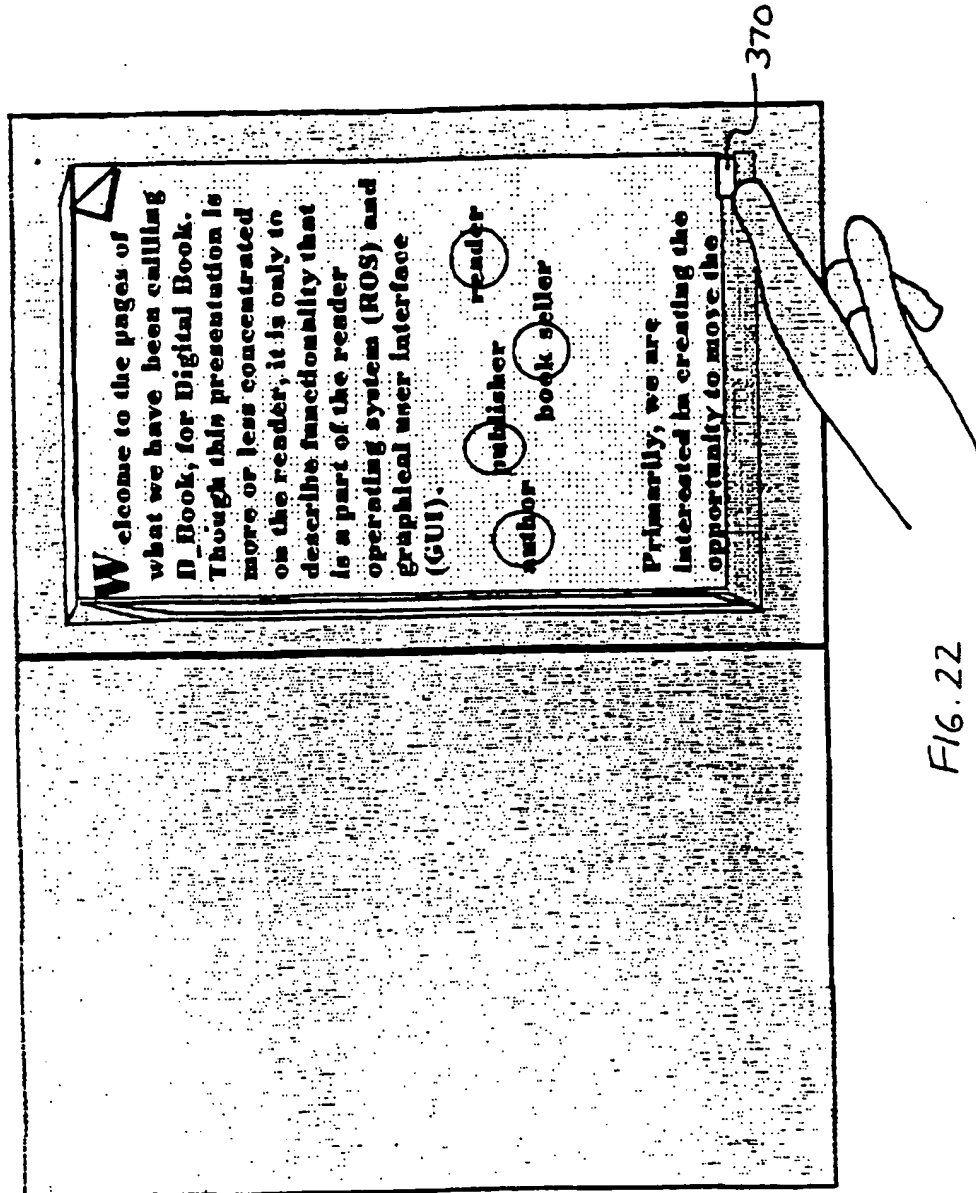 Welcome to the pages of
what we have been calling
D_Book, for Digital Book.
Though this presentation is
more or less concentrated
on the reader, it is only to
describe functionality that
is a part of the reader
operating system (ROS) and
graphical user interface
(GUI).
author
publisher
book seller
reader
Primarily, we are
interested in creating the
opportunity to move the
370
FIG. 22